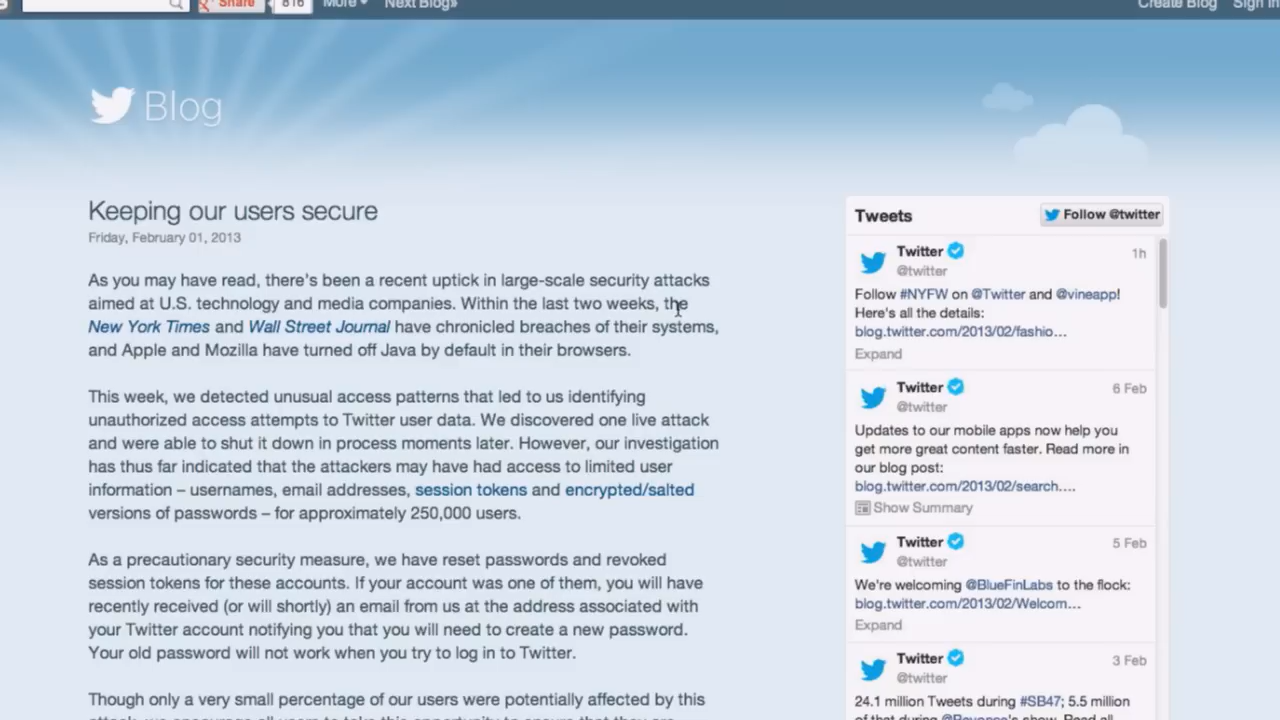 Share 816 More Next Blog» Create Blog Sign In
Blog
Keeping our users secure
Friday, February 01, 2013
As you may have read, there's been a recent uptick in large-scale security attacks
aimed at U.S. technology and media companies. Within the last two weeks, the
New York Times and Wall Street Journal have chronicled breaches of their systems,
and Apple and Mozilla have turned off Java by default in their browsers.
This week, we detected unusual access patterns that led to us identifying
unauthorized access attempts to Twitter user data. We discovered one live attack
and were able to shut it down in process moments later. However, our investigation
has thus far indicated that the attackers may have had access to limited user
information – usernames, email addresses, session tokens and encrypted/salted
versions of passwords – for approximately 250,000 users.
As a precautionary security measure, we have reset passwords and revoked
session tokens for these accounts. If your account was one of them, you will have
recently received (or will shortly) an email from us at the address associated with
your Twitter account notifying you that you will need to create a new password.
Your old password will not work when you try to log in to Twitter.
Though only a very small percentage of our users were potentially affected by this
Tweets
Follow @twitter
Twitter 1h
@twitter
Follow #NYFW on @Twitter and @vineapp!
Here's all the details:
blog.twitter.com/2013/02/fashio…
Expand
Twitter 6 Feb
@twitter
Updates to our mobile apps now help you
get more great content faster. Read more in
our blog post:
blog.twitter.com/2013/02/search….
Show Summary
Twitter 5 Feb
@twitter
We're welcoming @BlueFinLabs to the flock:
blog.twitter.com/2013/02/Welcom…
Expand
Twitter 3 Feb
@twitter
24.1 million Tweets during #SB47; 5.5 million